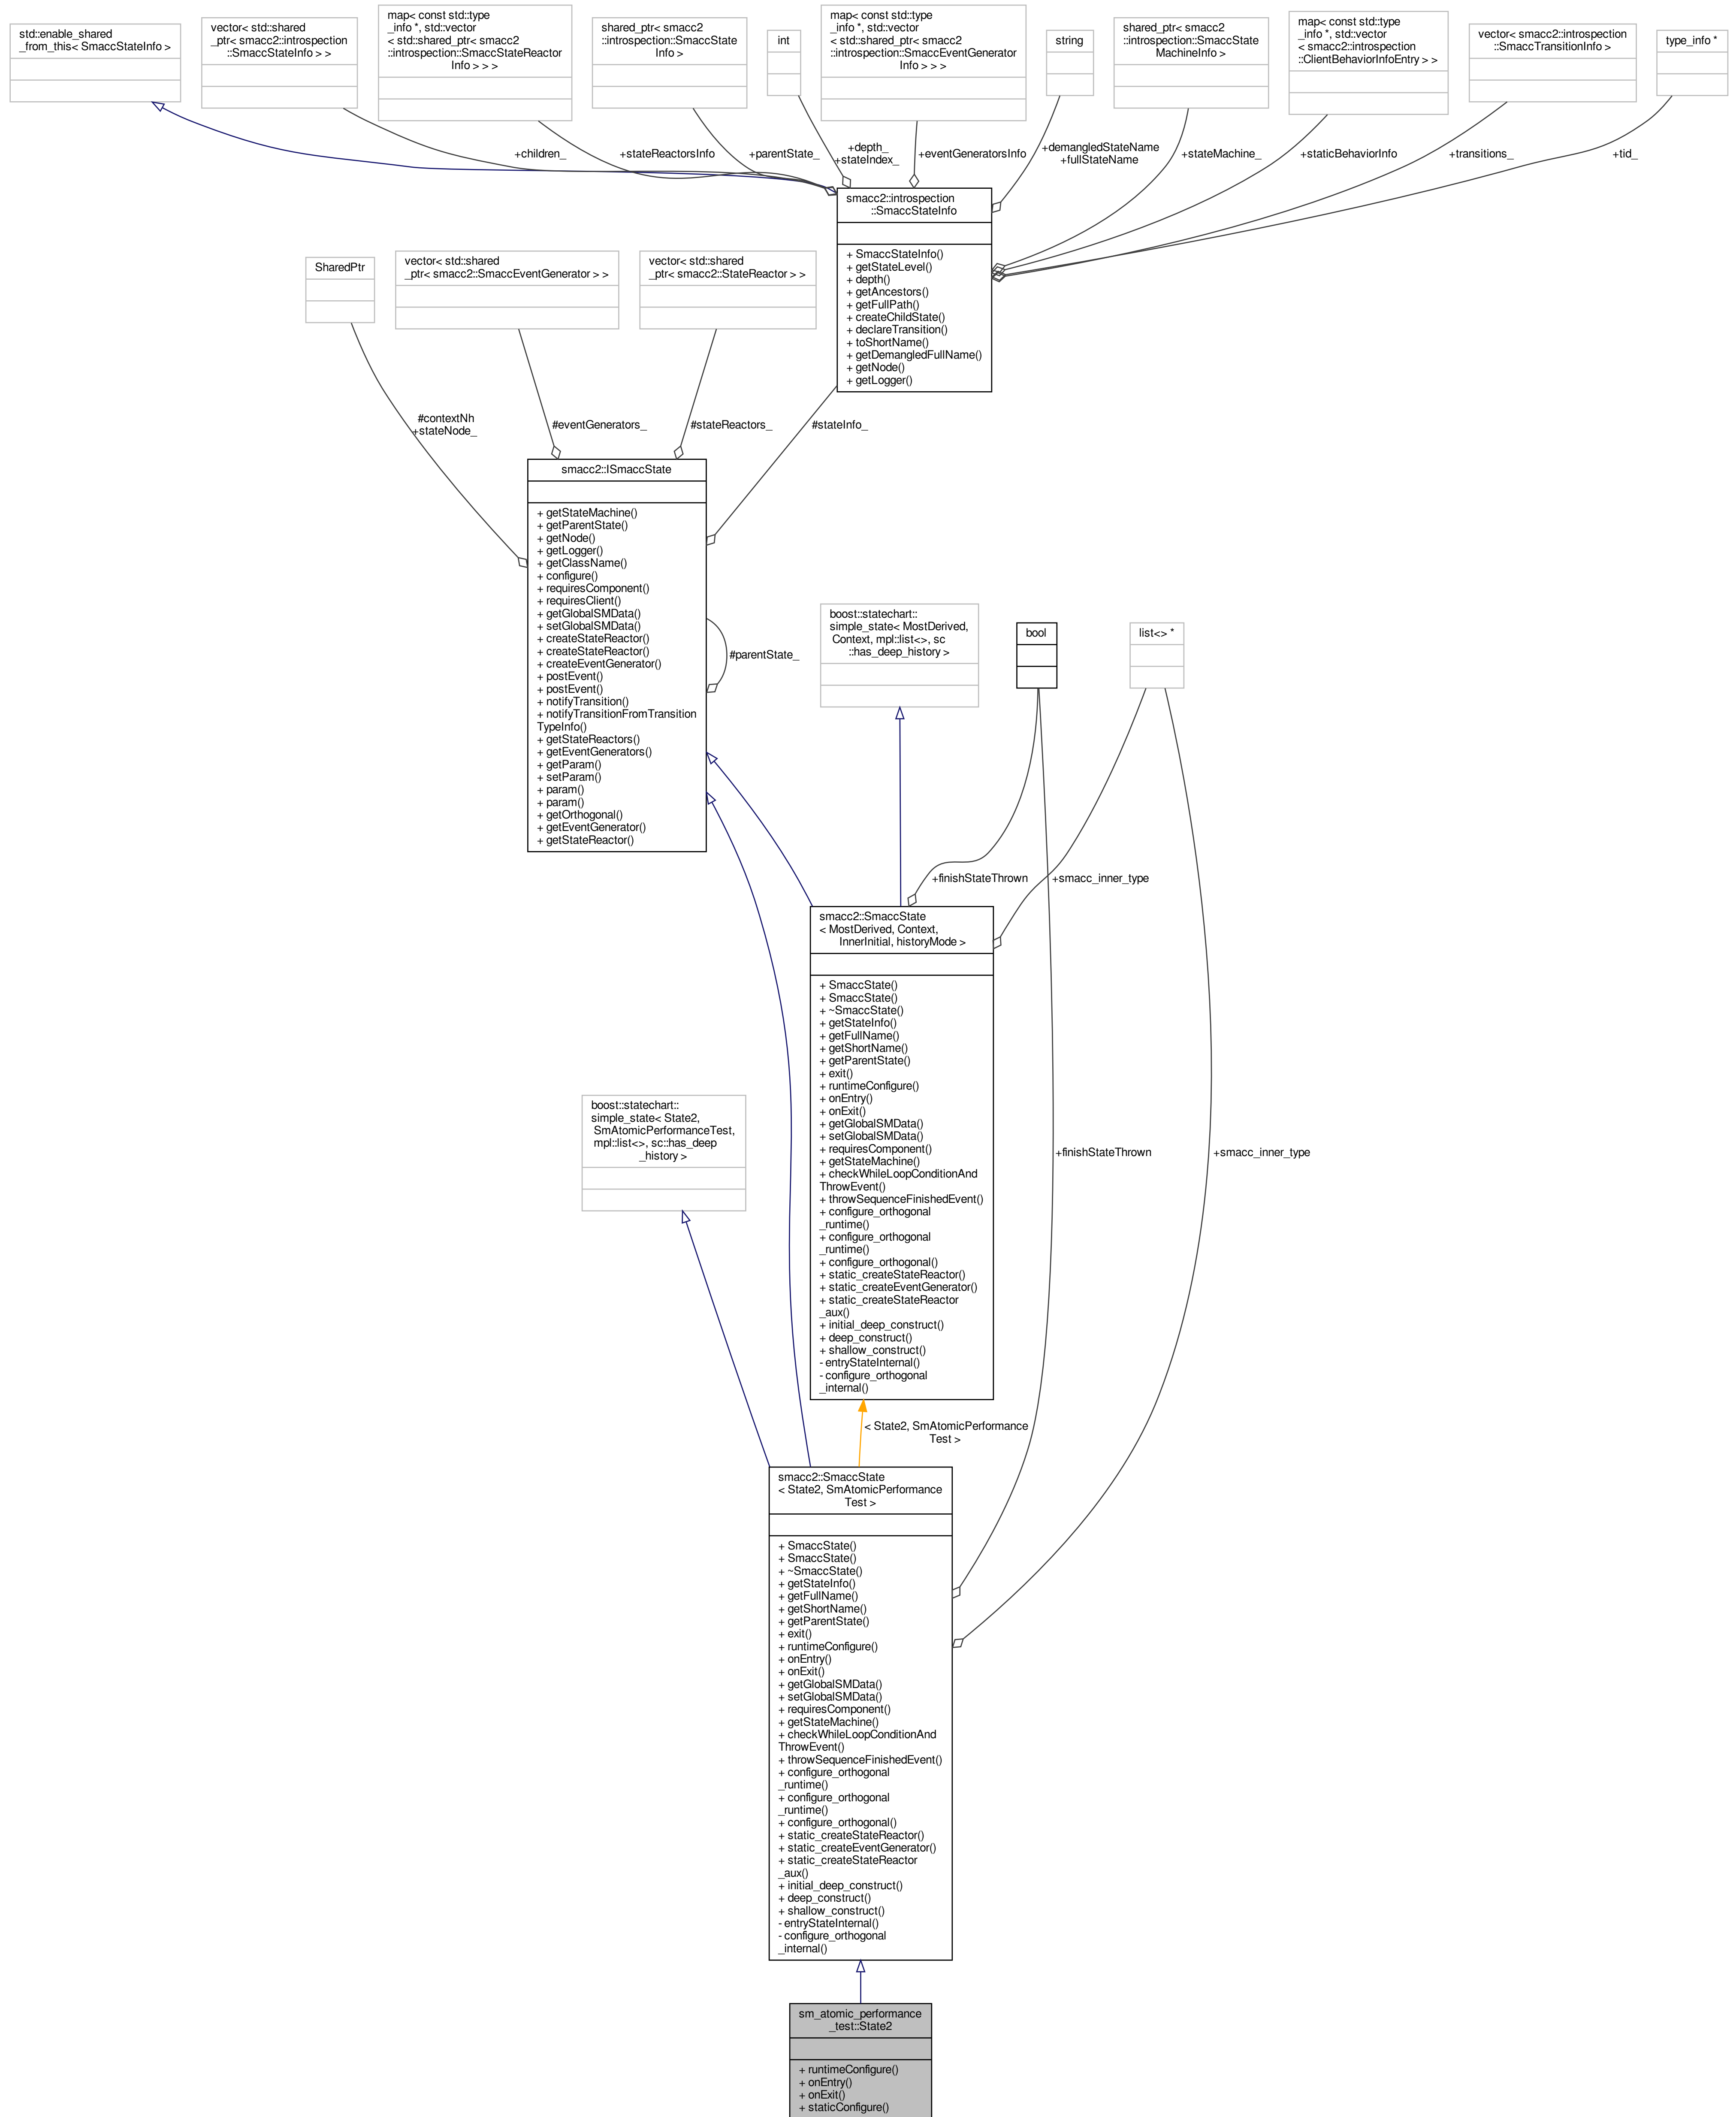 std::enable_shared
_from_this< SmaccStateInfo >
vector< std::shared
_ptr< smacc2::introspection
::SmaccStateInfo > >
map< const std::type
_info *, std::vector
< std::shared_ptr< smacc2
::introspection::SmaccStateReactor
Info > > >
shared_ptr< smacc2
::introspection::SmaccState
Info >
int
map< const std::type
_info *, std::vector
< std::shared_ptr< smacc2
::introspection::SmaccEventGenerator
Info > > >
string
shared_ptr< smacc2
::introspection::SmaccState
MachineInfo >
map< const std::type
_info *, std::vector
< smacc2::introspection
::ClientBehaviorInfoEntry > >
vector< smacc2::introspection
::SmaccTransitionInfo >
type_info *
+children_
+stateReactorsInfo
+parentState_
+depth_
+stateIndex_
+eventGeneratorsInfo
+demangledStateName
+fullStateName
+stateMachine_
+staticBehaviorInfo
+transitions_
+tid_
smacc2::introspection
::SmaccStateInfo
+ SmaccStateInfo()
+ getStateLevel()
+ depth()
+ getAncestors()
+ getFullPath()
+ createChildState()
+ declareTransition()
+ toShortName()
+ getDemangledFullName()
+ getNode()
+ getLogger()
SharedPtr
vector< std::shared
_ptr< smacc2::SmaccEventGenerator > >
vector< std::shared
_ptr< smacc2::StateReactor > >
#contextNh
+stateNode_
#eventGenerators_
#stateReactors_
#stateInfo_
smacc2::ISmaccState
+ getStateMachine()
+ getParentState()
+ getNode()
+ getLogger()
+ getClassName()
+ configure()
+ requiresComponent()
+ requiresClient()
+ getGlobalSMData()
+ setGlobalSMData()
+ createStateReactor()
+ createStateReactor()
+ createEventGenerator()
+ postEvent()
+ postEvent()
+ notifyTransition()
+ notifyTransitionFromTransition
TypeInfo()
+ getStateReactors()
+ getEventGenerators()
+ getParam()
+ setParam()
+ param()
+ param()
+ getOrthogonal()
+ getEventGenerator()
+ getStateReactor()
#parentState_
boost::statechart::
simple_state< MostDerived,
Context, mpl::list<>, sc
::has_deep_history >
bool
list<> *
+finishStateThrown
+smacc_inner_type
smacc2::SmaccState
< MostDerived, Context,
InnerInitial, historyMode >
+ SmaccState()
+ SmaccState()
+ ~SmaccState()
+ getStateInfo()
+ getFullName()
+ getShortName()
+ getParentState()
+ exit()
+ runtimeConfigure()
+ onEntry()
+ onExit()
+ getGlobalSMData()
+ setGlobalSMData()
+ requiresComponent()
+ getStateMachine()
+ checkWhileLoopConditionAnd
ThrowEvent()
+ throwSequenceFinishedEvent()
+ configure_orthogonal
_runtime()
+ configure_orthogonal
_runtime()
+ configure_orthogonal()
+ static_createStateReactor()
+ static_createEventGenerator()
+ static_createStateReactor
_aux()
+ initial_deep_construct()
+ deep_construct()
+ shallow_construct()
- entryStateInternal()
- configure_orthogonal
_internal()
boost::statechart::
simple_state< State2,
SmAtomicPerformanceTest,
mpl::list<>, sc::has_deep
_history >
+finishStateThrown
+smacc_inner_type
< State2, SmAtomicPerformance
Test >
smacc2::SmaccState
< State2, SmAtomicPerformance
Test >
+ SmaccState()
+ SmaccState()
+ ~SmaccState()
+ getStateInfo()
+ getFullName()
+ getShortName()
+ getParentState()
+ exit()
+ runtimeConfigure()
+ onEntry()
+ onExit()
+ getGlobalSMData()
+ setGlobalSMData()
+ requiresComponent()
+ getStateMachine()
+ checkWhileLoopConditionAnd
ThrowEvent()
+ throwSequenceFinishedEvent()
+ configure_orthogonal
_runtime()
+ configure_orthogonal
_runtime()
+ configure_orthogonal()
+ static_createStateReactor()
+ static_createEventGenerator()
+ static_createStateReactor
_aux()
+ initial_deep_construct()
+ deep_construct()
+ shallow_construct()
- entryStateInternal()
- configure_orthogonal
_internal()
sm_atomic_performance
_test::State2
+ runtimeConfigure()
+ onEntry()
+ onExit()
+ staticConfigure()